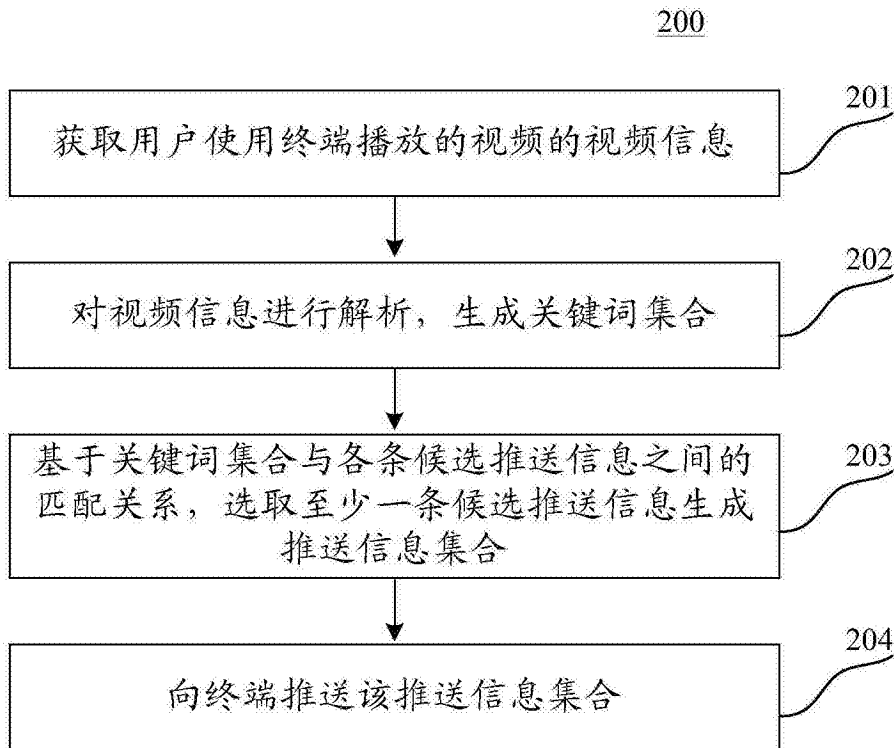 200
201
获取用户使用终端播放的视频的视频信息
202
对视频信息进行解析，生成关键词集合
203
基于关键词集合与各条候选推送信息之间的
匹配关系，选取至少一条候选推送信息生成
推送信息集合
204
向终端推送该推送信息集合